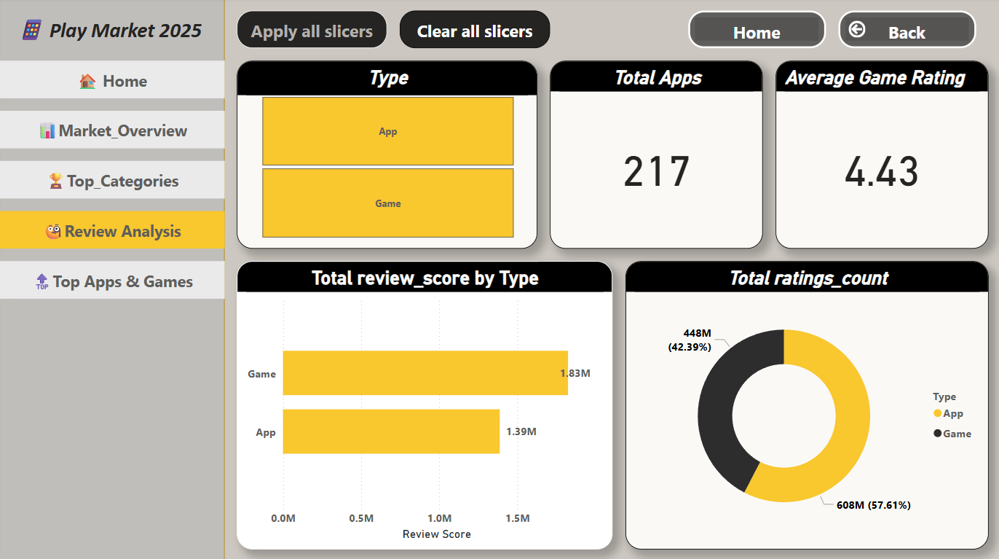 Play Market 2025
Home
Market_Overview
Top_Categories
Review Analysis
TOP
Top Apps & Games
Apply all slicers
Clear all slicers
Home
Back
Type
App
Game
Total Apps
217
Average Game Rating
4.43
Total review_score by Type
Game
1.83M
App
1.39M
0.0M
0.5M
1.0M
1.5M
Review Score
Total ratings_count
448M
(42.39%)
608M (57.61%)
Type
App
Game